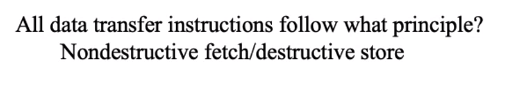 All data transfer instructions follow what principle?
Nondestructive fetch/destructive store